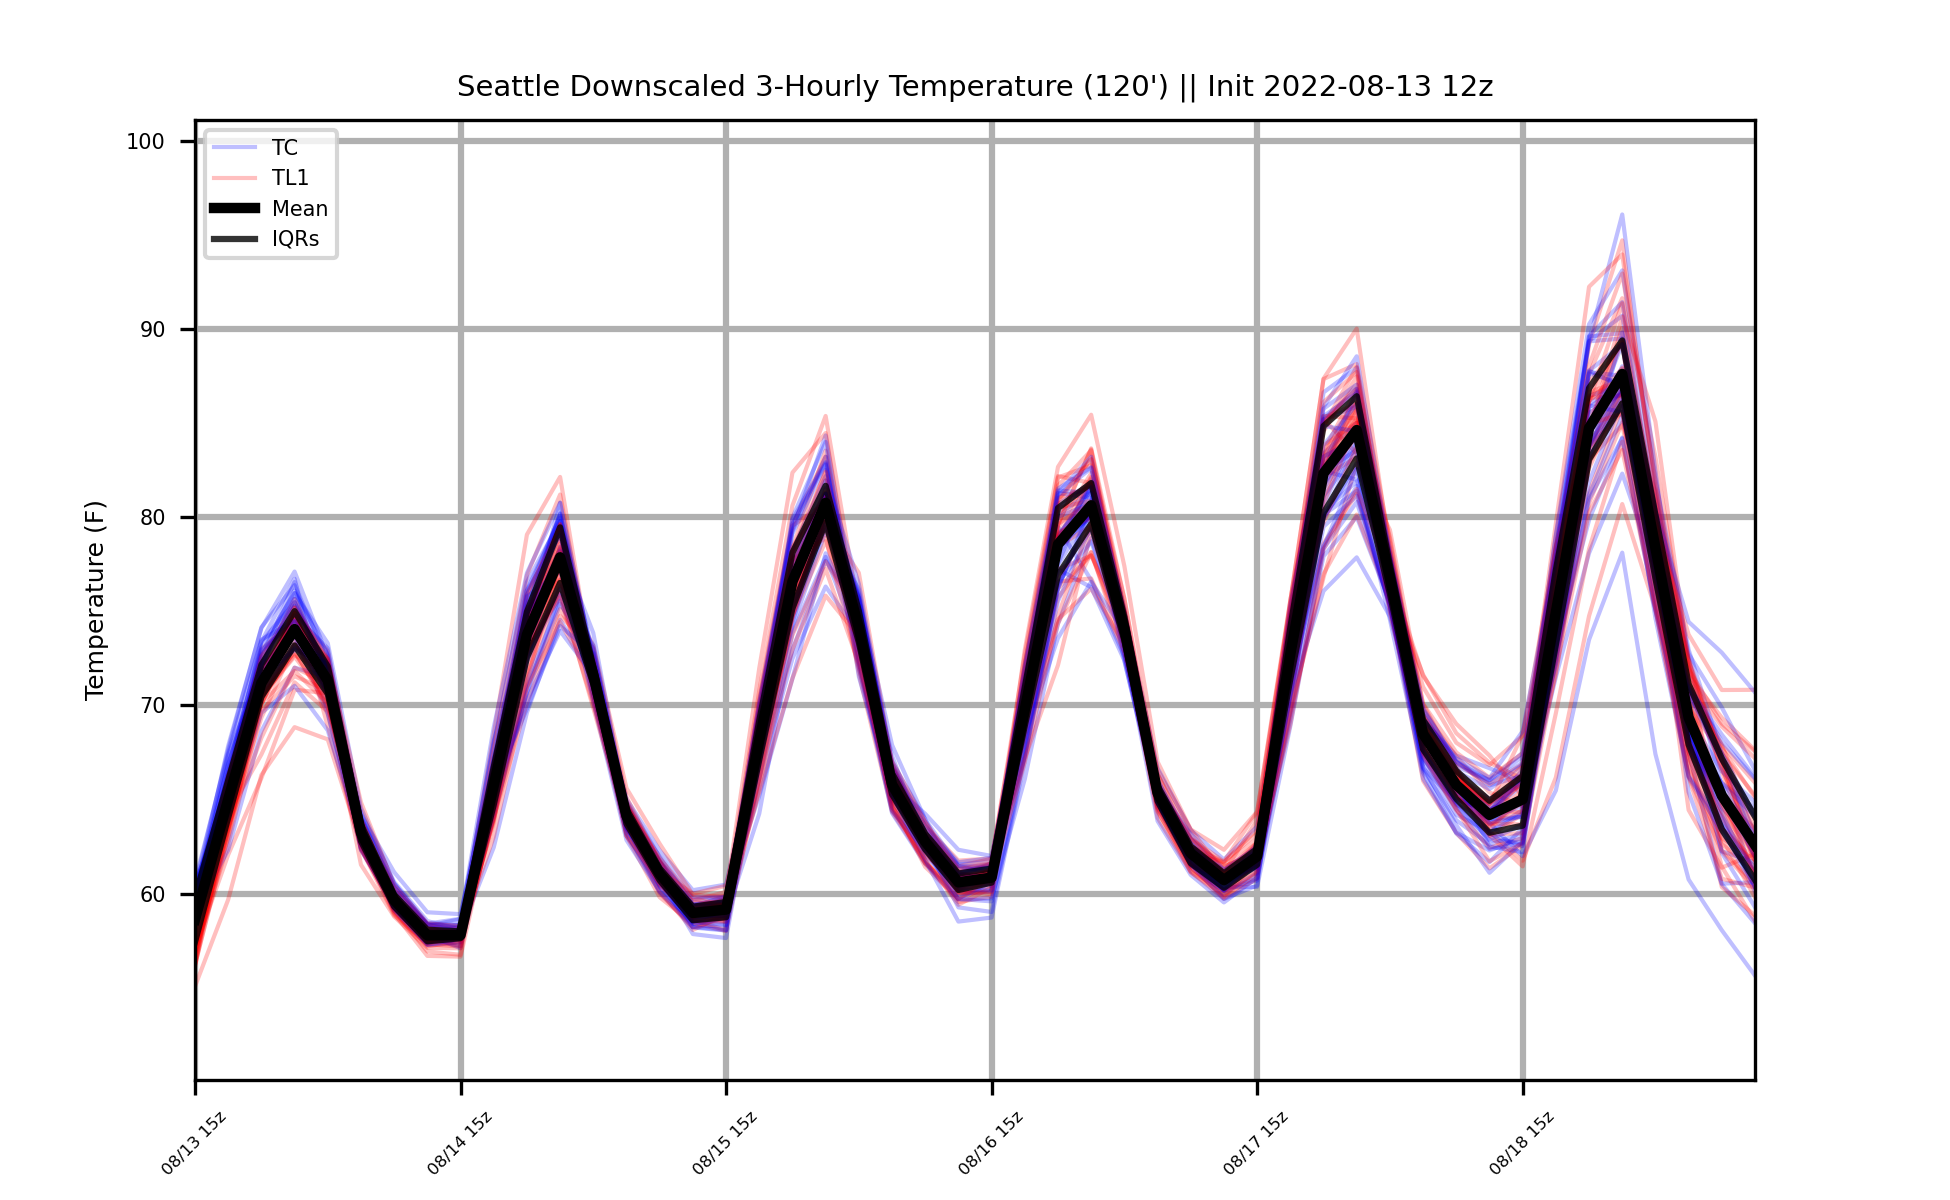 Seattle Downscaled 3-Hourly Temperature (120') || Init 2022-08-13 12z
TC
TL1
Mean
IQRs
Temperature (F)
100
90
80
70
60
08/13 15z
08/14 15z
08/15 15z
08/16 15z
08/17 15z
08/18 15z